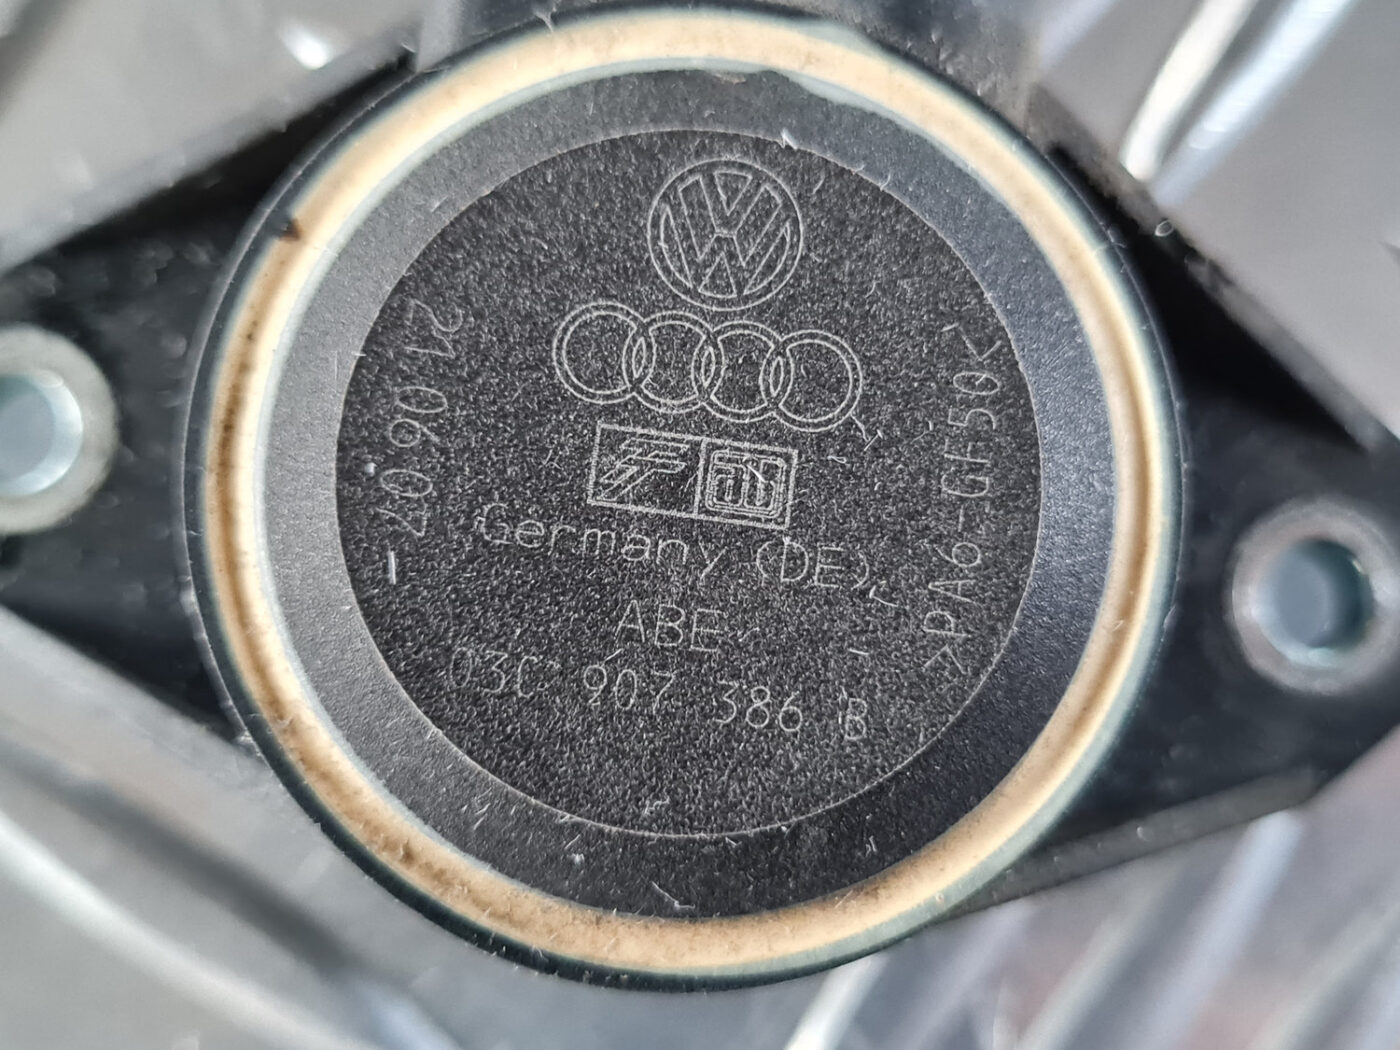 21.06.07 -
Germany (DE)
ABE
03C 907 386 B
>PA6-GF50<